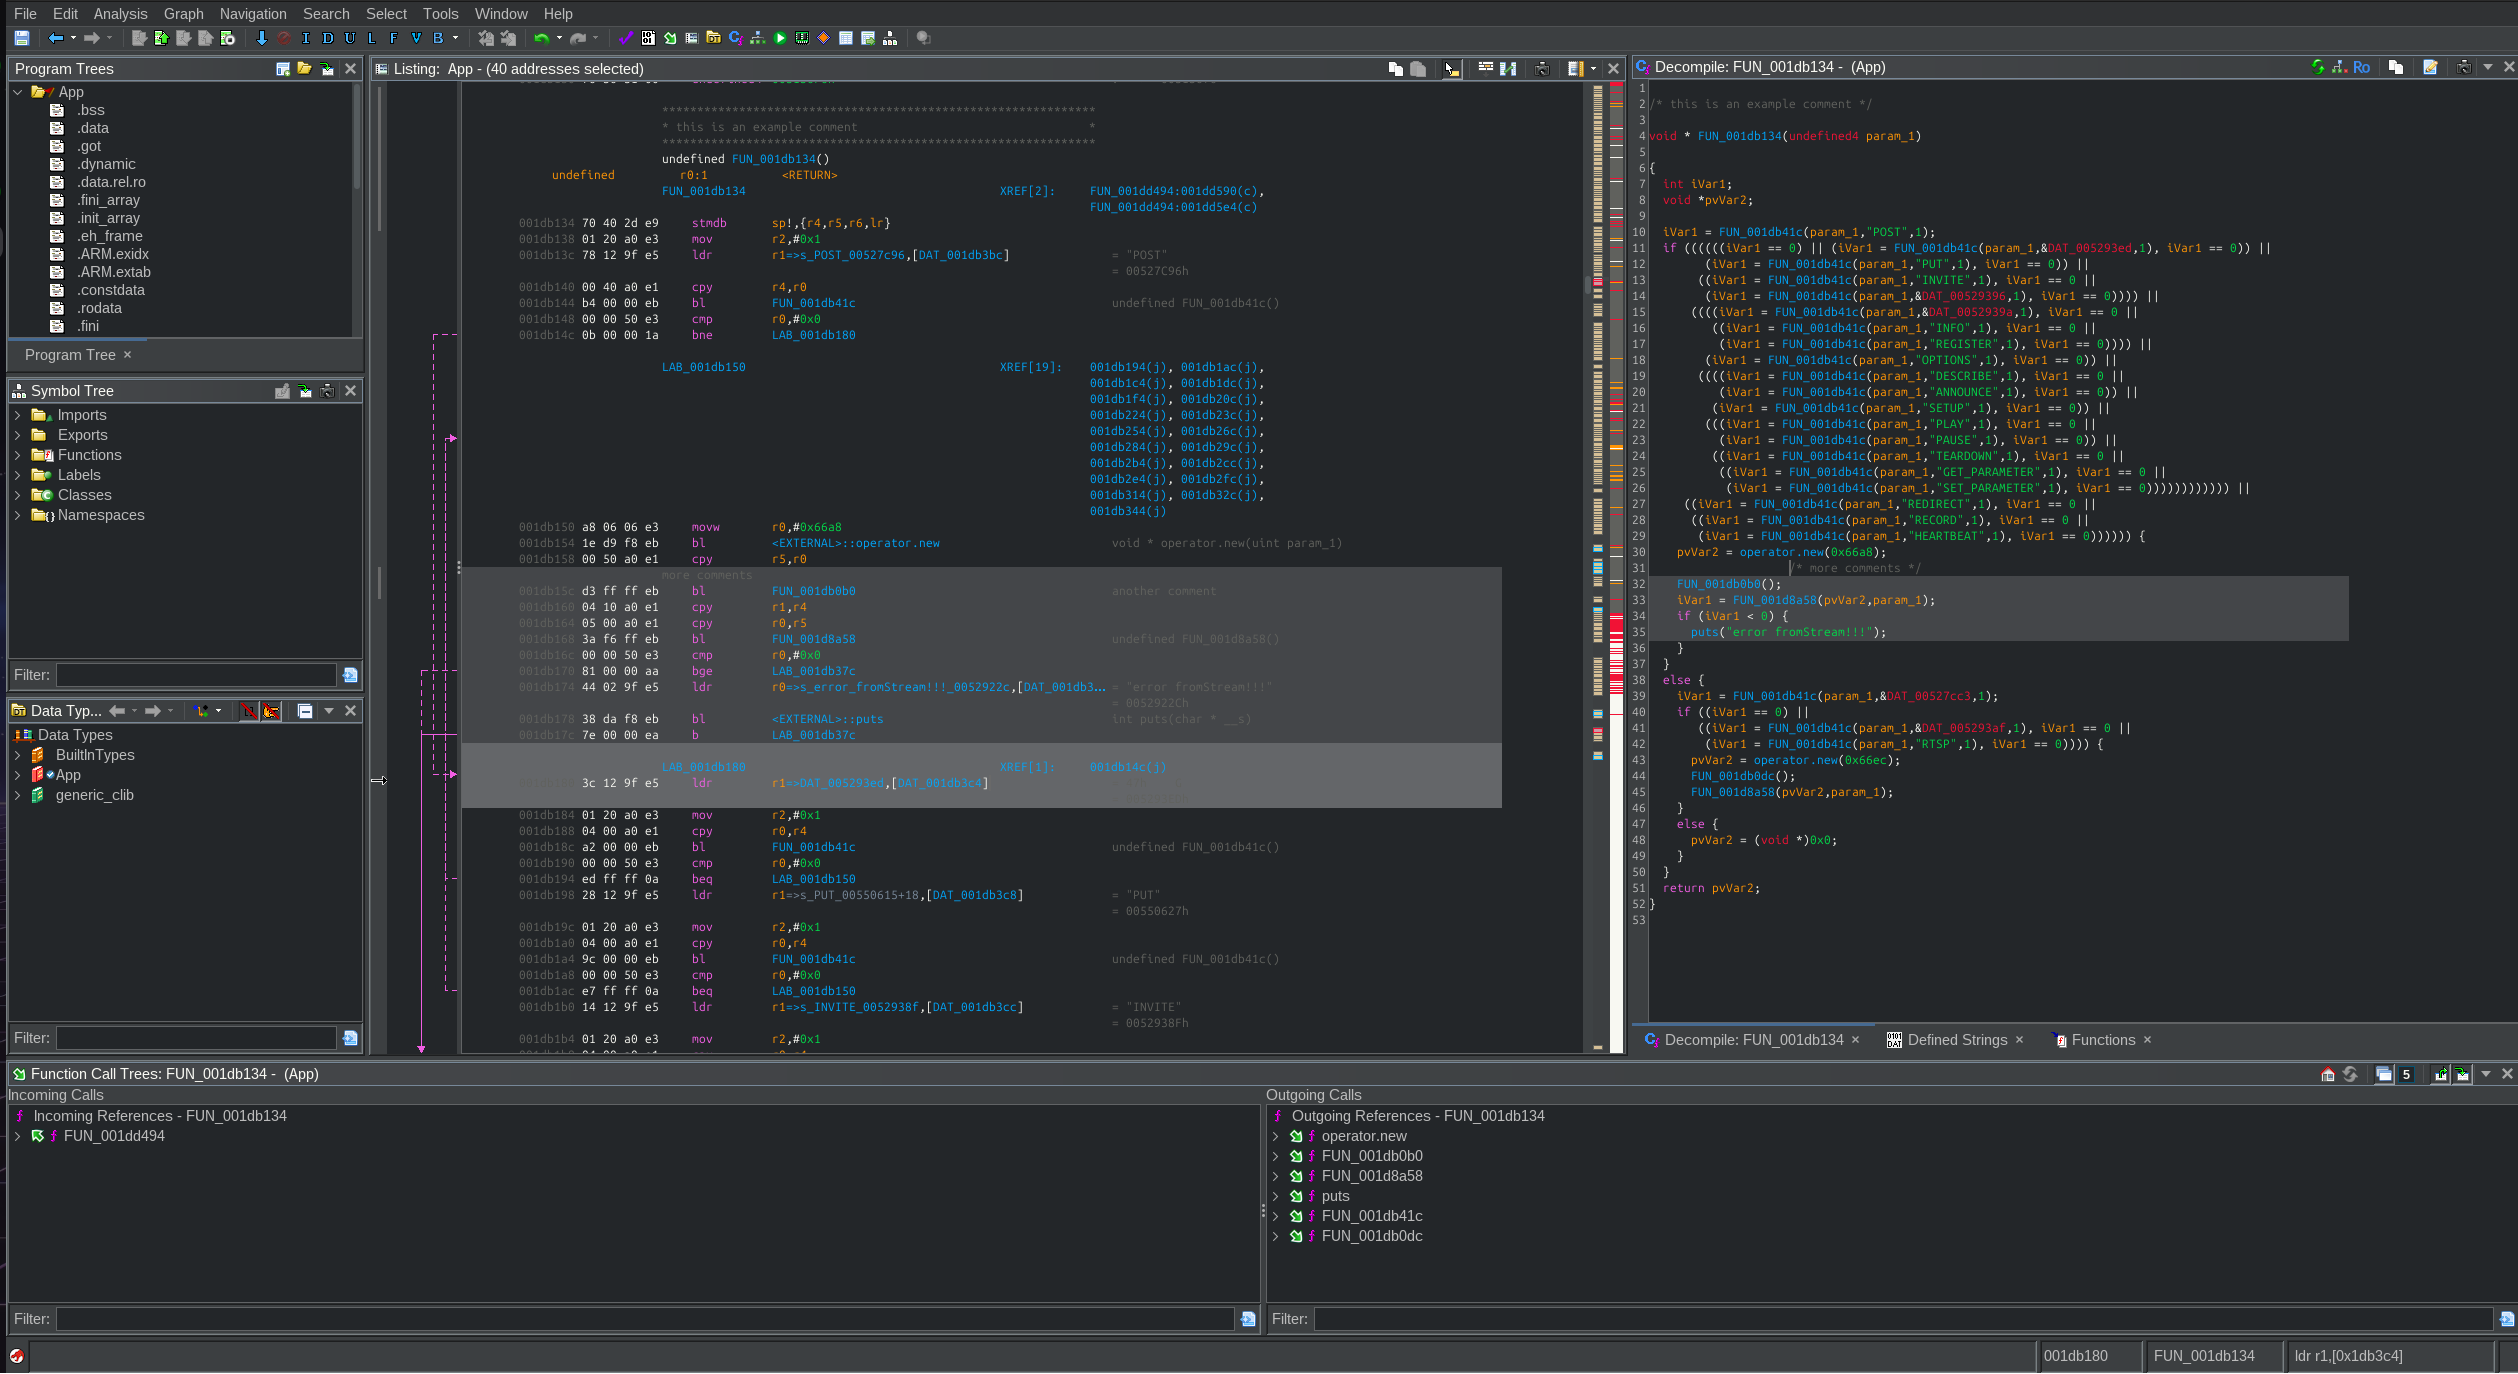 File Edit Analysis Graph Navigation Search Select Tools Window Help
I D U L F V B
Program Trees
App
.bss
.data
.got
.dynamic
.data.rel.ro
.fini_array
.init_array
.eh_frame
.ARM.exidx
.ARM.extab
.constdata
.rodata
.fini
Program Tree ×
Symbol Tree
Imports
Exports
Functions
Labels
Classes
Namespaces
Filter:
Data Typ...
Data Types
BuiltInTypes
App
generic_clib
Filter:
Listing: App - (40 addresses selected)
**************************************************************
* this is an example comment *
**************************************************************
undefined FUN_001db134()
undefined r0:1 <RETURN>
FUN_001db134 XREF[2]: FUN_001dd494:001dd590(c),
FUN_001dd494:001dd5e4(c)
001db134 70 40 2d e9 stmdb sp!,{r4,r5,r6,lr}
001db138 01 20 a0 e3 mov r2,#0x1
001db13c 78 12 9f e5 ldr r1=>s_POST_00527c96,[DAT_001db3bc] = "POST"
= 00527C96h
001db140 00 40 a0 e1 cpy r4,r0
001db144 b4 00 00 eb bl FUN_001db41c undefined FUN_001db41c()
001db148 00 00 50 e3 cmp r0,#0x0
001db14c 0b 00 00 1a bne LAB_001db180
LAB_001db150 XREF[19]: 001db194(j), 001db1ac(j),
001db1c4(j), 001db1dc(j),
001db1f4(j), 001db20c(j),
001db224(j), 001db23c(j),
001db254(j), 001db26c(j),
001db284(j), 001db29c(j),
001db2b4(j), 001db2cc(j),
001db2e4(j), 001db2fc(j),
001db314(j), 001db32c(j),
001db344(j)
001db150 a8 06 06 e3 movw r0,#0x66a8
001db154 1e d9 f8 eb bl <EXTERNAL>::operator.new void * operator.new(uint param_1)
001db158 00 50 a0 e1 cpy r5,r0
more comments
001db15c d3 ff ff eb bl FUN_001db0b0 another comment
001db160 04 10 a0 e1 cpy r1,r4
001db164 05 00 a0 e1 cpy r0,r5
001db168 3a f6 ff eb bl FUN_001d8a58 undefined FUN_001d8a58()
001db16c 00 00 50 e3 cmp r0,#0x0
001db170 81 00 00 aa bge LAB_001db37c
001db174 44 02 9f e5 ldr r0=>s_error_fromStream!!!_0052922c,[DAT_001db3... = "error fromStream!!!"
= 0052922Ch
001db178 38 da f8 eb bl <EXTERNAL>::puts int puts(char * __s)
001db17c 7e 00 00 ea b LAB_001db37c
LAB_001db180 XREF[1]: 001db14c(j)
3c 12 9f e5 ldr r1=>DAT_005293ed,[DAT_001db3c4]
001db184 01 20 a0 e3 mov r2,#0x1
001db188 04 00 a0 e1 cpy r0,r4
001db18c a2 00 00 eb bl FUN_001db41c undefined FUN_001db41c()
001db190 00 00 50 e3 cmp r0,#0x0
001db194 ed ff ff 0a beq LAB_001db150
001db198 28 12 9f e5 ldr r1=>s_PUT_00550615+18,[DAT_001db3c8] = "PUT"
= 00550627h
001db19c 01 20 a0 e3 mov r2,#0x1
001db1a0 04 00 a0 e1 cpy r0,r4
001db1a4 9c 00 00 eb bl FUN_001db41c undefined FUN_001db41c()
001db1a8 00 00 50 e3 cmp r0,#0x0
001db1ac e7 ff ff 0a beq LAB_001db150
001db1b0 14 12 9f e5 ldr r1=>s_INVITE_0052938f,[DAT_001db3cc] = "INVITE"
= 0052938Fh
001db1b4 01 20 a0 e3 mov r2,#0x1
Decompile: FUN_001db134 - (App)
Ro
1
2 /* this is an example comment */
3
4 void * FUN_001db134(undefined4 param_1)
5
6 {
7 int iVar1;
8 void *pvVar2;
9
10 iVar1 = FUN_001db41c(param_1,"POST",1);
11 if ((((((iVar1 == 0) || (iVar1 = FUN_001db41c(param_1,&DAT_005293ed,1), iVar1 == 0)) ||
12 (iVar1 = FUN_001db41c(param_1,"PUT",1), iVar1 == 0)) ||
13 ((iVar1 = FUN_001db41c(param_1,"INVITE",1), iVar1 == 0 ||
14 (iVar1 = FUN_001db41c(param_1,&DAT_00529396,1), iVar1 == 0)))) ||
15 ((((iVar1 = FUN_001db41c(param_1,&DAT_0052939a,1), iVar1 == 0 ||
16 ((iVar1 = FUN_001db41c(param_1,"INFO",1), iVar1 == 0 ||
17 (iVar1 = FUN_001db41c(param_1,"REGISTER",1), iVar1 == 0)))) ||
18 (iVar1 = FUN_001db41c(param_1,"OPTIONS",1), iVar1 == 0)) ||
19 ((((iVar1 = FUN_001db41c(param_1,"DESCRIBE",1), iVar1 == 0 ||
20 (iVar1 = FUN_001db41c(param_1,"ANNOUNCE",1), iVar1 == 0)) ||
21 (iVar1 = FUN_001db41c(param_1,"SETUP",1), iVar1 == 0)) ||
22 (((iVar1 = FUN_001db41c(param_1,"PLAY",1), iVar1 == 0 ||
23 (iVar1 = FUN_001db41c(param_1,"PAUSE",1), iVar1 == 0)) ||
24 ((iVar1 = FUN_001db41c(param_1,"TEARDOWN",1), iVar1 == 0 ||
25 ((iVar1 = FUN_001db41c(param_1,"GET_PARAMETER",1), iVar1 == 0 ||
26 (iVar1 = FUN_001db41c(param_1,"SET_PARAMETER",1), iVar1 == 0)))))))))))) ||
27 ((iVar1 = FUN_001db41c(param_1,"REDIRECT",1), iVar1 == 0 ||
28 ((iVar1 = FUN_001db41c(param_1,"RECORD",1), iVar1 == 0 ||
29 (iVar1 = FUN_001db41c(param_1,"HEARTBEAT",1), iVar1 == 0)))))) {
30 pvVar2 = operator.new(0x66a8);
31 /* more comments */
32 FUN_001db0b0();
33 iVar1 = FUN_001d8a58(pvVar2,param_1);
34 if (iVar1 < 0) {
35 puts("error fromStream!!!");
36 }
37 }
38 else {
39 iVar1 = FUN_001db41c(param_1,&DAT_00527cc3,1);
40 if ((iVar1 == 0) ||
41 ((iVar1 = FUN_001db41c(param_1,&DAT_005293af,1), iVar1 == 0 ||
42 (iVar1 = FUN_001db41c(param_1,"RTSP",1), iVar1 == 0)))) {
43 pvVar2 = operator.new(0x66ec);
44 FUN_001db0dc();
45 FUN_001d8a58(pvVar2,param_1);
46 }
47 else {
48 pvVar2 = (void *)0x0;
49 }
50 }
51 return pvVar2;
52 }
53
Decompile: FUN_001db134 × Defined Strings × Functions ×
Function Call Trees: FUN_001db134 - (App)
5
Incoming Calls
Incoming References - FUN_001db134
FUN_001dd494
Filter:
Outgoing Calls
Outgoing References - FUN_001db134
operator.new
FUN_001db0b0
FUN_001d8a58
puts
FUN_001db41c
FUN_001db0dc
Filter:
001db180 FUN_001db134 ldr r1,[0x1db3c4]